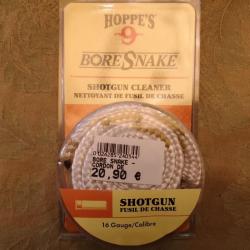 HOPPE'S
9
BORESNAKE
SHOTGUN CLEANER
NETTOYANT DE FUSIL DE CHASSE
BORE SNAKE -
CORDON DE
20,90 €
SHOTGUN
FUSIL DE CHASSE
16 Gauge/Calibre